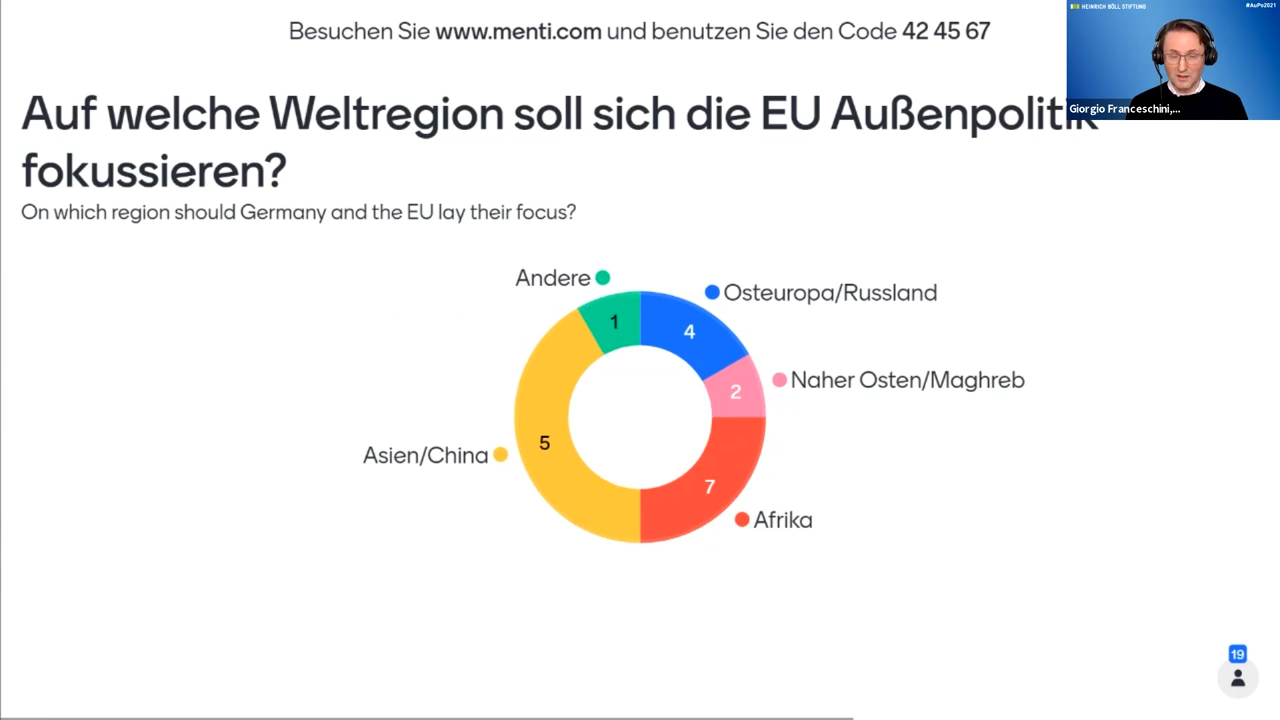 Besuchen Sie www.menti.com und benutzen Sie den Code 42 45 67
HEINRICH BÖLL STIFTUNG
#AuPo2021
Giorgio Franceschini,...
Auf welche Weltregion soll sich die EU Außenpolitik
fokussieren?
On which region should Germany and the EU lay their focus?
Andere
Osteuropa/Russland
1
4
Naher Osten/Maghreb
2
5
Asien/China
7
Afrika
19